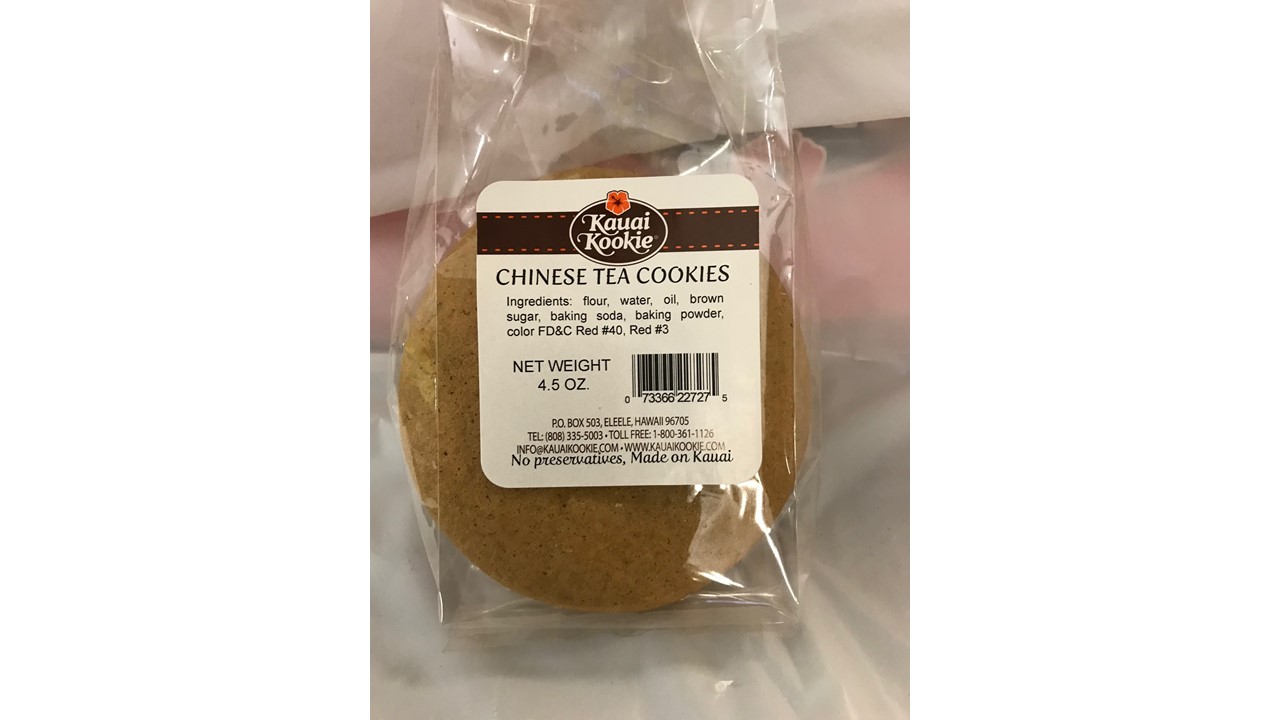 Kauai
Kookie
CHINESE TEA COOKIES
Ingredients: flour, water, oil, brown
sugar, baking soda, baking powder,
color FD&C Red #40, Red #3
NET WEIGHT
4.5 OZ.
0 73366 22727 5
P.O. BOX 503, ELEELE, HAWAII 96705
TEL: (808) 335-5003 • TOLL FREE: 1-800-361-1126
INFO@KAUAIKOOKIE.COM • WWW.KAUAIKOOKIE.COM
No preservatives, Made on Kauai